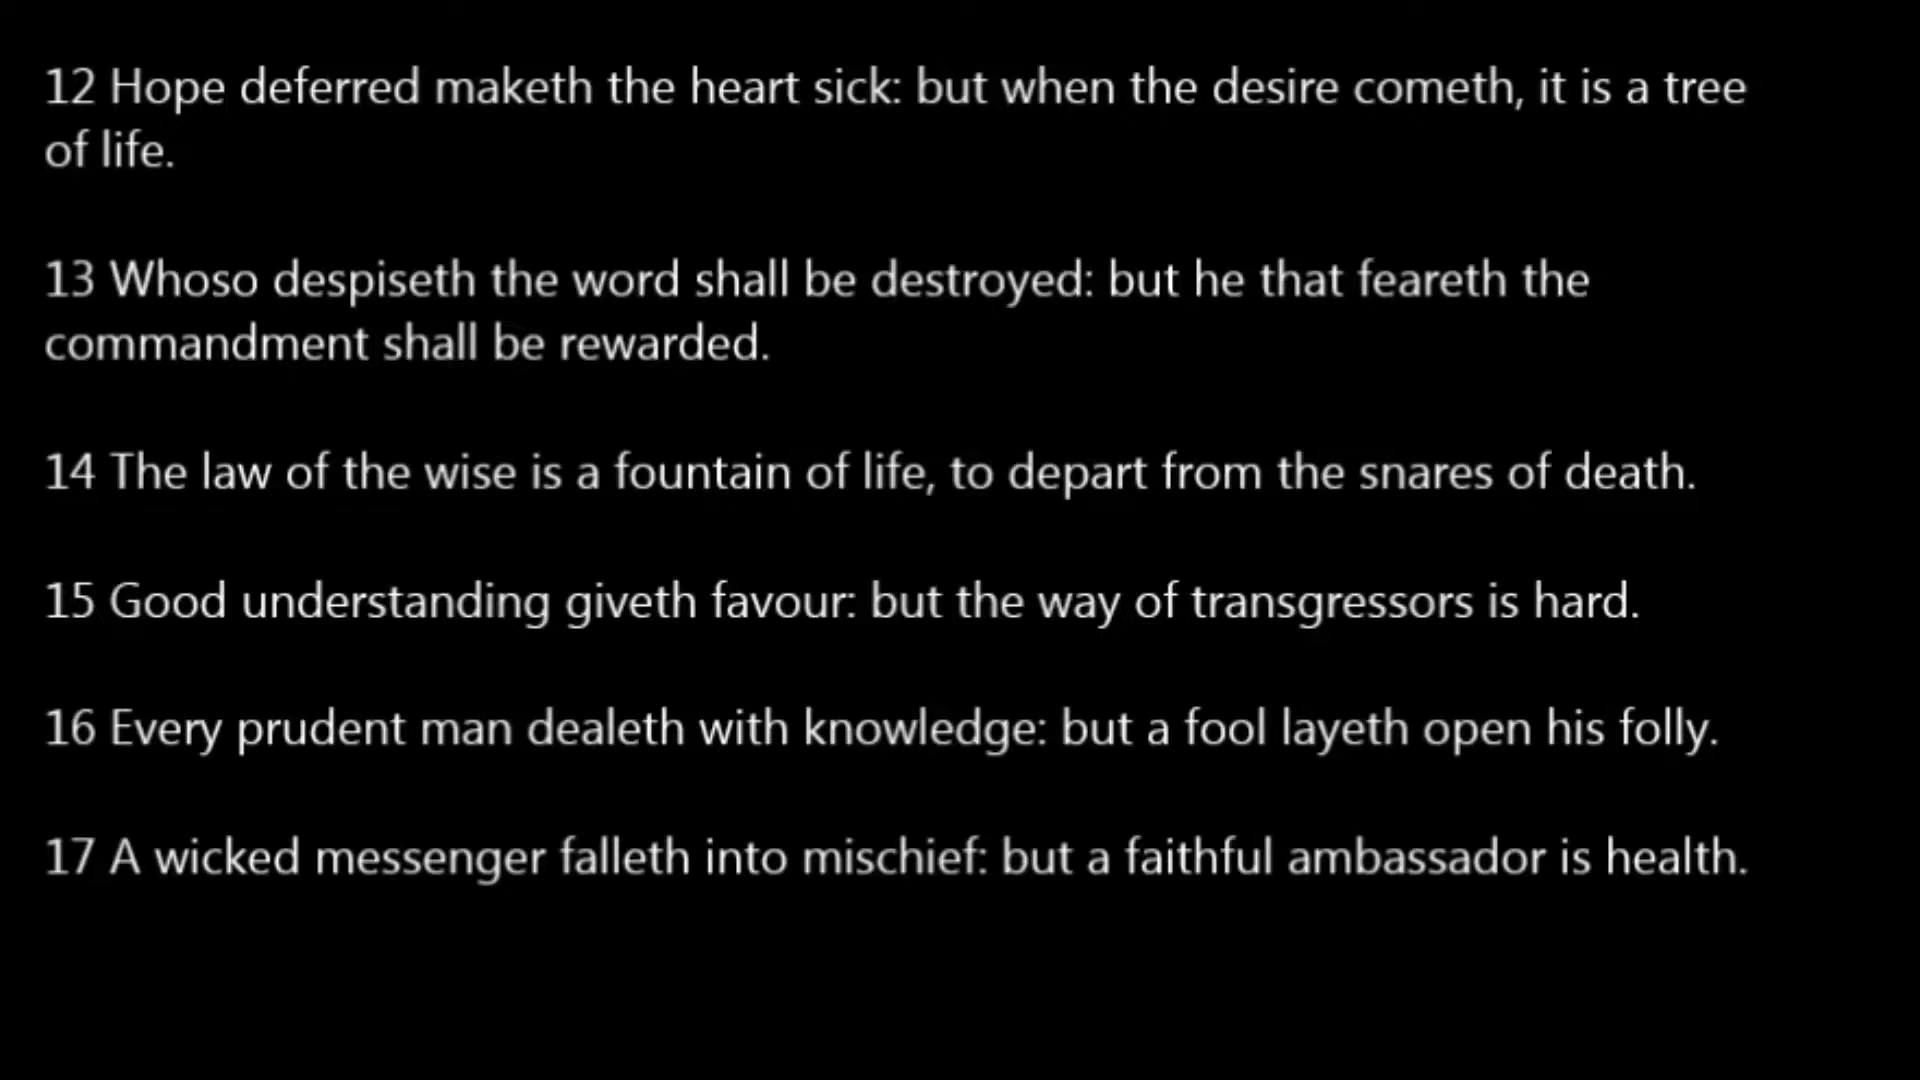 12 Hope deferred maketh the heart sick: but when the desire cometh, it is a tree
of life.
13 Whoso despiseth the word shall be destroyed: but he that feareth the
commandment shall be rewarded.
14 The law of the wise is a fountain of life, to depart from the snares of death.
15 Good understanding giveth favour: but the way of transgressors is hard.
16 Every prudent man dealeth with knowledge: but a fool layeth open his folly.
17 A wicked messenger falleth into mischief: but a faithful ambassador is health.